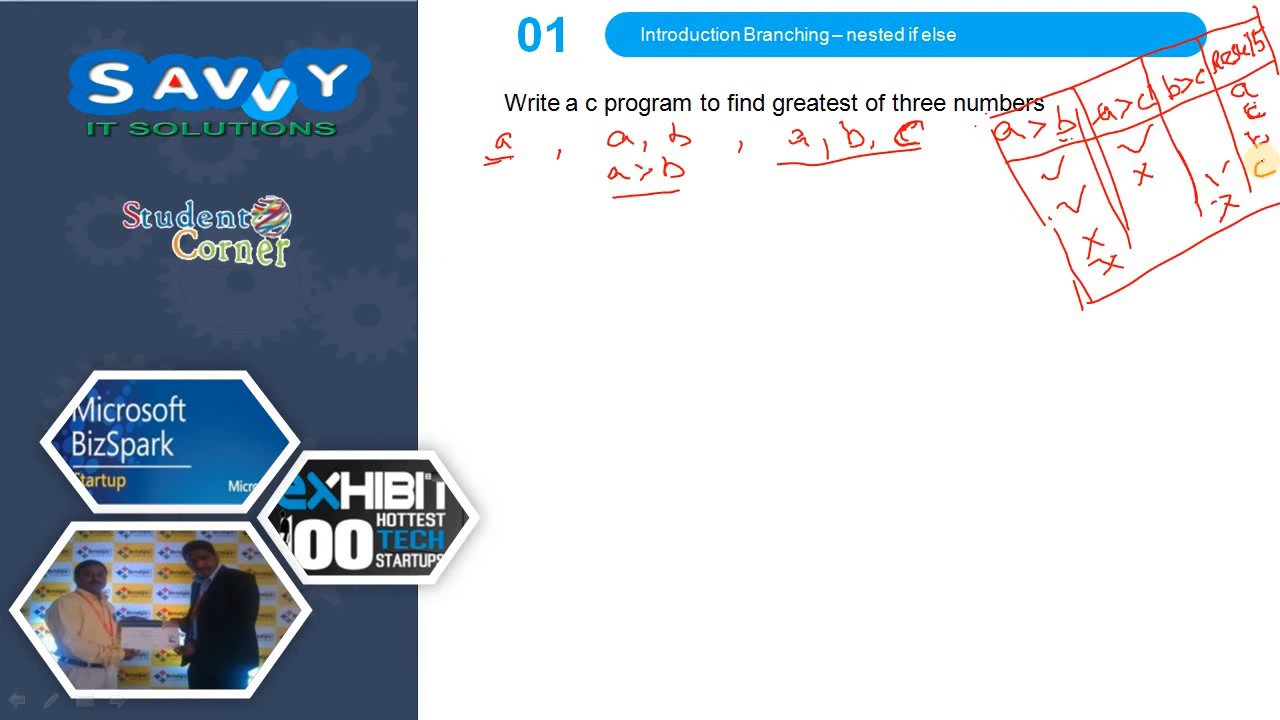 SAVVY
IT SOLUTIONS
Student
Corner
Microsoft
BizSpark
Startup
Micr
eXHIBIT
100
HOTTEST
TECH
STARTUPS
01
Introduction Branching – nested if else
Write a c program to find greatest of three numbers
a , a, b , a, b, c
a > b
a > b a > c b > c
✓ ✓ a
✓ x c
x ✓ b
x x c